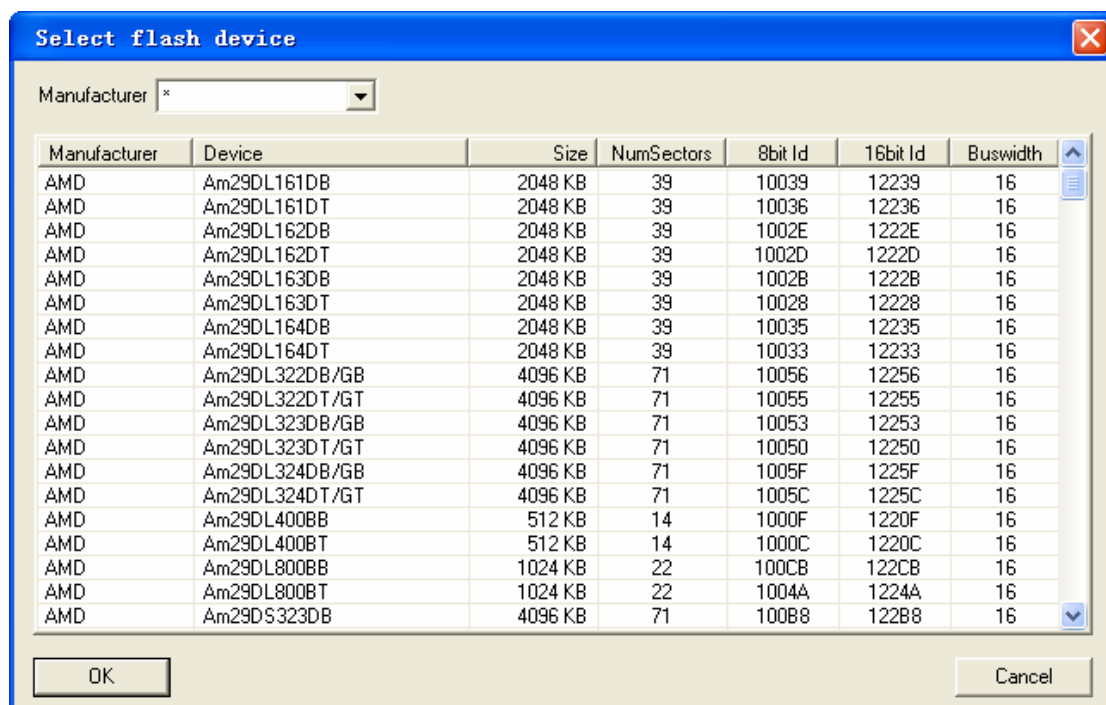 Select flash device
Manufacturer *
Manufacturer Device Size NumSectors 8bit Id 16bit Id Buswidth
AMD Am29DL161DB 2048 KB 39 10039 12239 16
AMD Am29DL161DT 2048 KB 39 10036 12236 16
AMD Am29DL162DB 2048 KB 39 1002E 1222E 16
AMD Am29DL162DT 2048 KB 39 1002D 1222D 16
AMD Am29DL163DB 2048 KB 39 1002B 1222B 16
AMD Am29DL163DT 2048 KB 39 10028 12228 16
AMD Am29DL164DB 2048 KB 39 10035 12235 16
AMD Am29DL164DT 2048 KB 39 10033 12233 16
AMD Am29DL322DB/GB 4096 KB 71 10056 12256 16
AMD Am29DL322DT/GT 4096 KB 71 10055 12255 16
AMD Am29DL323DB/GB 4096 KB 71 10053 12253 16
AMD Am29DL323DT/GT 4096 KB 71 10050 12250 16
AMD Am29DL324DB/GB 4096 KB 71 1005F 1225F 16
AMD Am29DL324DT/GT 4096 KB 71 1005C 1225C 16
AMD Am29DL400BB 512 KB 14 1000F 1220F 16
AMD Am29DL400BT 512 KB 14 1000C 1220C 16
AMD Am29DL800BB 1024 KB 22 100CB 122CB 16
AMD Am29DL800BT 1024 KB 22 1004A 1224A 16
AMD Am29DS323DB 4096 KB 71 100B8 122B8 16
OK Cancel